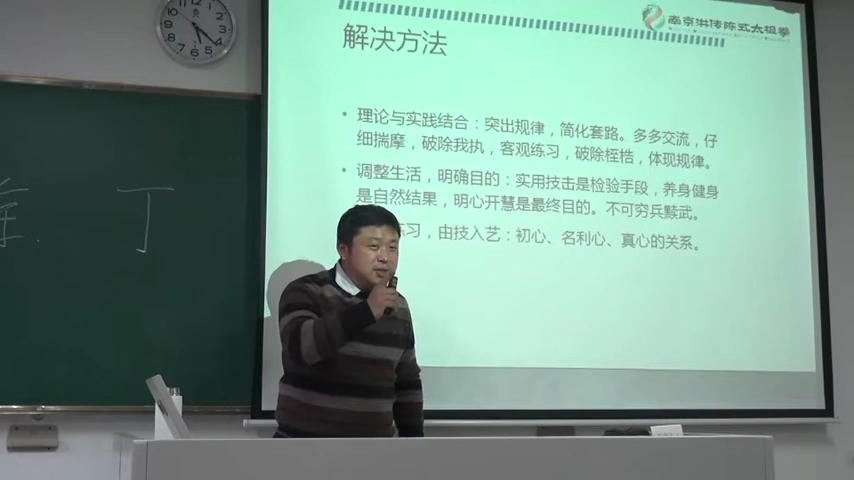 南京洪传陈式太极拳
解决方法
• 理论与实践结合：突出规律，简化套路。多多交流，仔
细揣摩，破除我执，客观练习，破除桎梏，体现规律。
• 调整生活，明确目的：实用技击是检验手段，养身健身
是自然结果，明心开慧是最终目的。不可穷兵黩武。
练习，由技入艺：初心、名利心、真心的关系。
丁